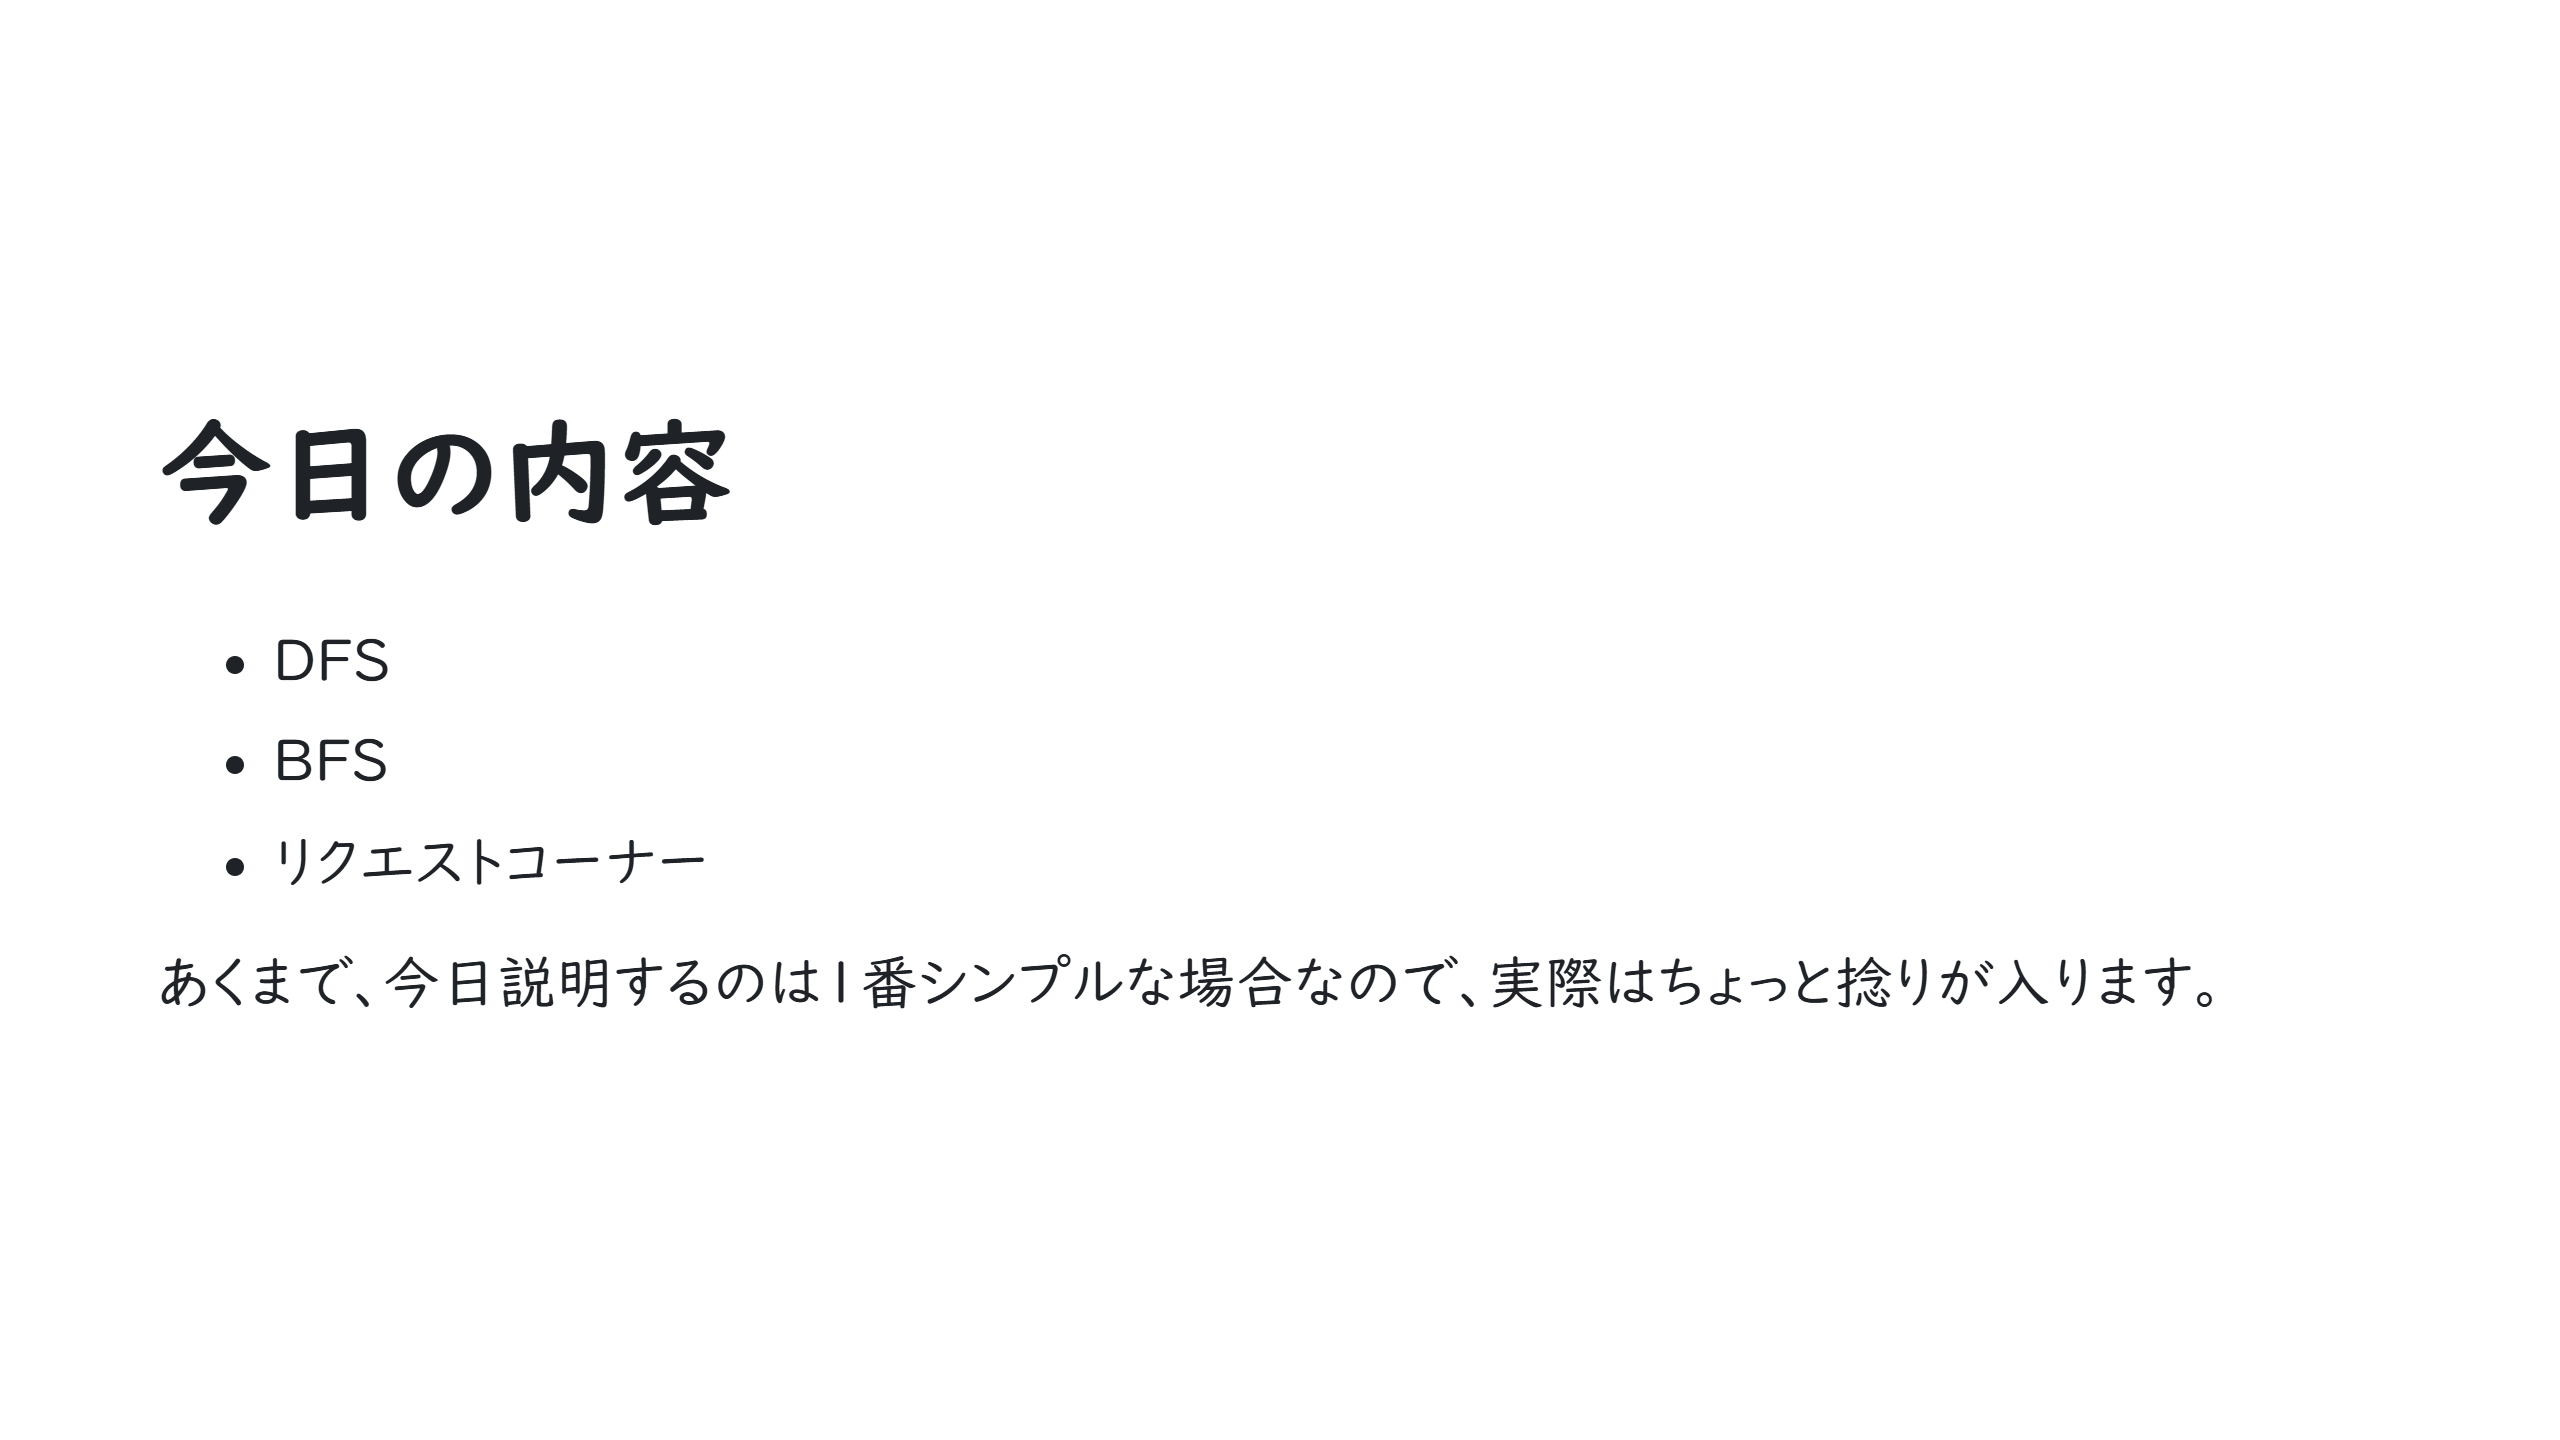 今日の内容
• DFS
• BFS
• リクエストコーナー
あくまで、今日説明するのは1番シンプルな場合なので、実際はちょっと捻りが入ります。